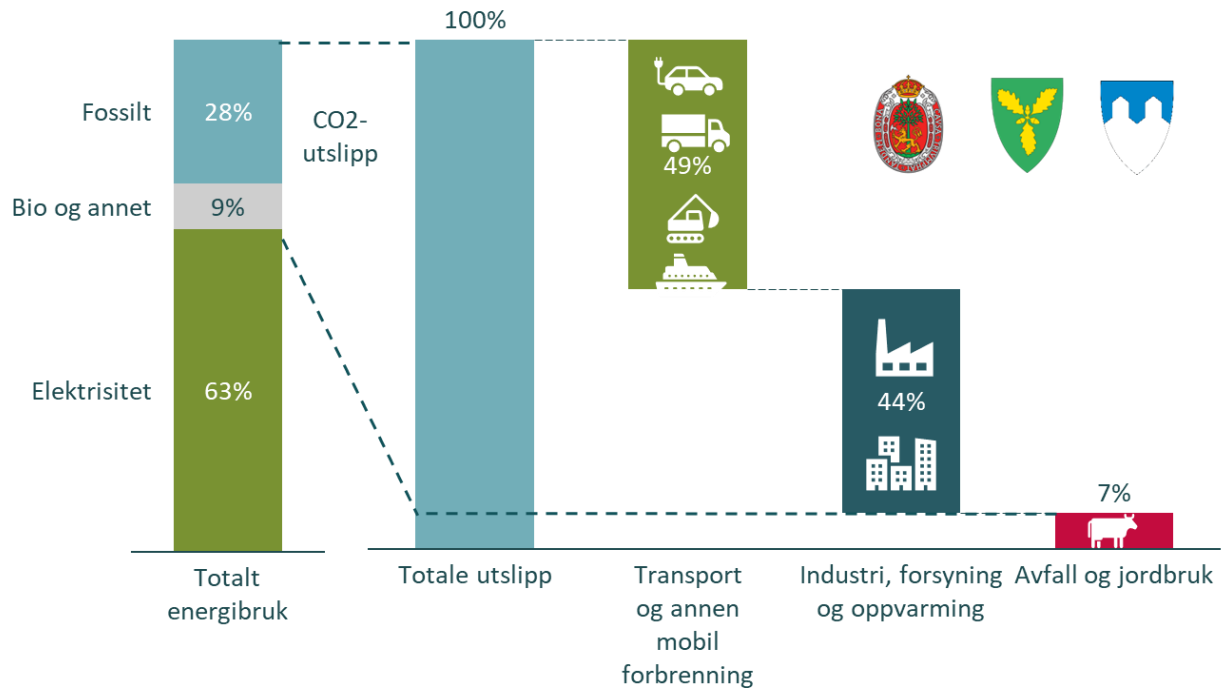 100%
Fossilt
28%
CO2-
utslipp
49%
Bio og annet
9%
Elektrisitet
63%
44%
7%
Totalt
energibruk
Totale utslipp
Transport
og annen
mobil
forbrenning
Industri, forsyning
og oppvarming
Avfall og jordbruk